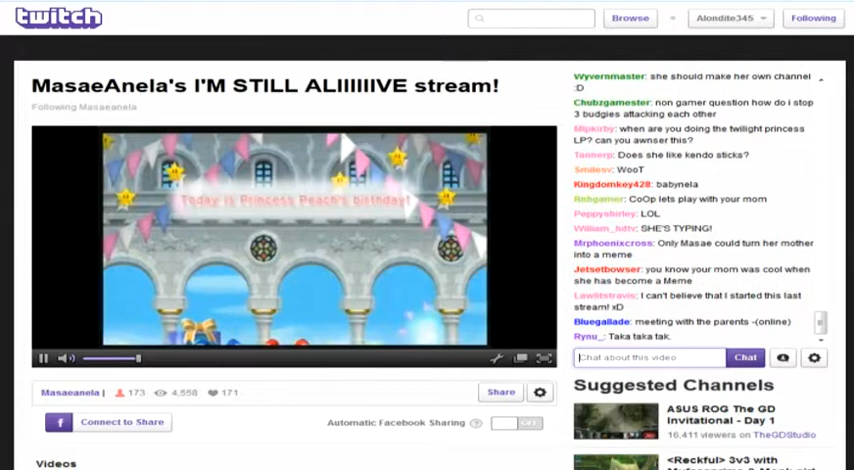 twitch
Browse
Alondite345
Following
MasaeAnela's I'M STILL ALIIIIIIVE stream!
Following Masaeanela
Today is Princess Peach's birthday!
Masaeanela |
173
4,558
171
Share
f
Connect to Share
Automatic Facebook Sharing
?
OFF
Videos
Wyvernmaster: she should make her own channel
:D
Chubzgamester: non gamer question how do i stop
3 budgies attacking each other
Mlpkirby: when are you doing the twilight princess
LP? can you awnser this?
Tannerp: Does she like kendo sticks?
Smilesv: WooT
Kingdomkey428: babynela
Rnhgamer: CoOp lets play with your mom
Peppyshirley: LOL
William_hdtv: SHE'S TYPING!
Mrphoenixcross: Only Masae could turn her mother
into a meme
Jetsetbowser: you know your mom was cool when
she has become a Meme
Lawlitstravis: I can't believe that I started this last
stream! xD
Bluegallade: meeting with the parents -(online)
Rynu_: Taka taka tak.
Chat about this video
Chat
Suggested Channels
ASUS ROG The GD
Invitational - Day 1
16,411 viewers on TheGDStudio
<Reckful> 3v3 with